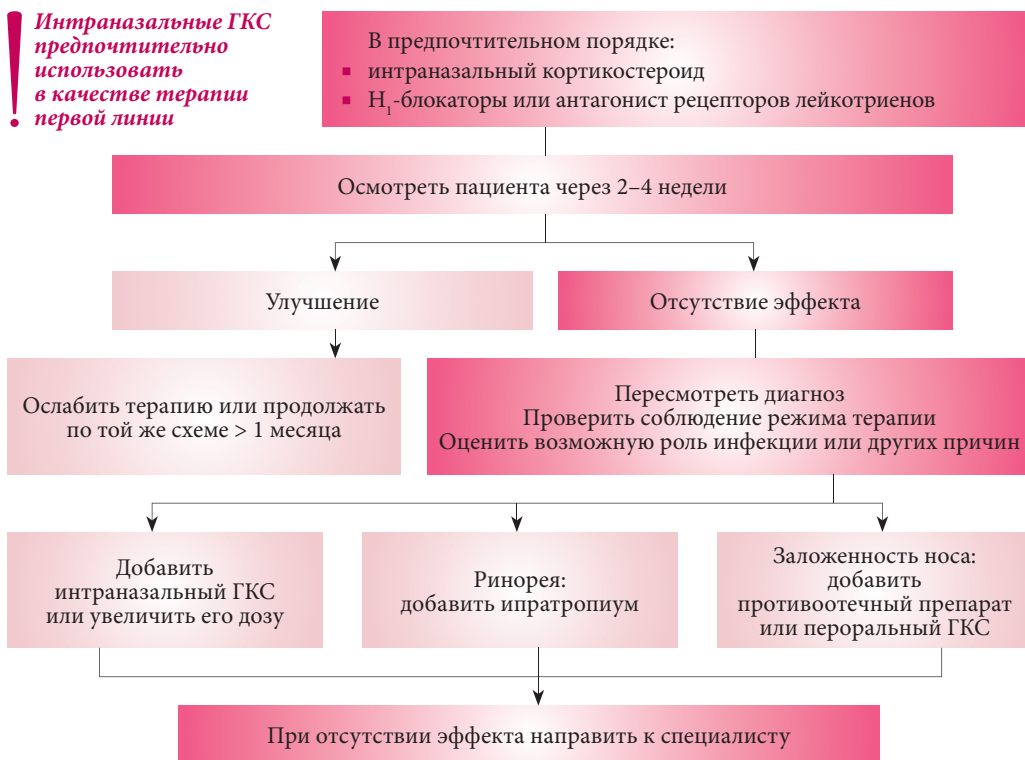 Интраназальные ГКС
предпочтительно
использовать
в качестве терапии
первой линии
В предпочтительном порядке:
интраназальный кортикостероид
H₁-блокаторы или антагонист рецепторов лейкотриенов
Осмотреть пациента через 2–4 недели
Улучшение
Отсутствие эффекта
Ослабить терапию или продолжать
по той же схеме > 1 месяца
Пересмотреть диагноз
Проверить соблюдение режима терапии
Оценить возможную роль инфекции или других причин
Добавить
интраназальный ГКС
или увеличить его дозу
Ринорея:
добавить ипратропиум
Заложенность носа:
добавить
противоотечный препарат
или пероральный ГКС
При отсутствии эффекта направить к специалисту